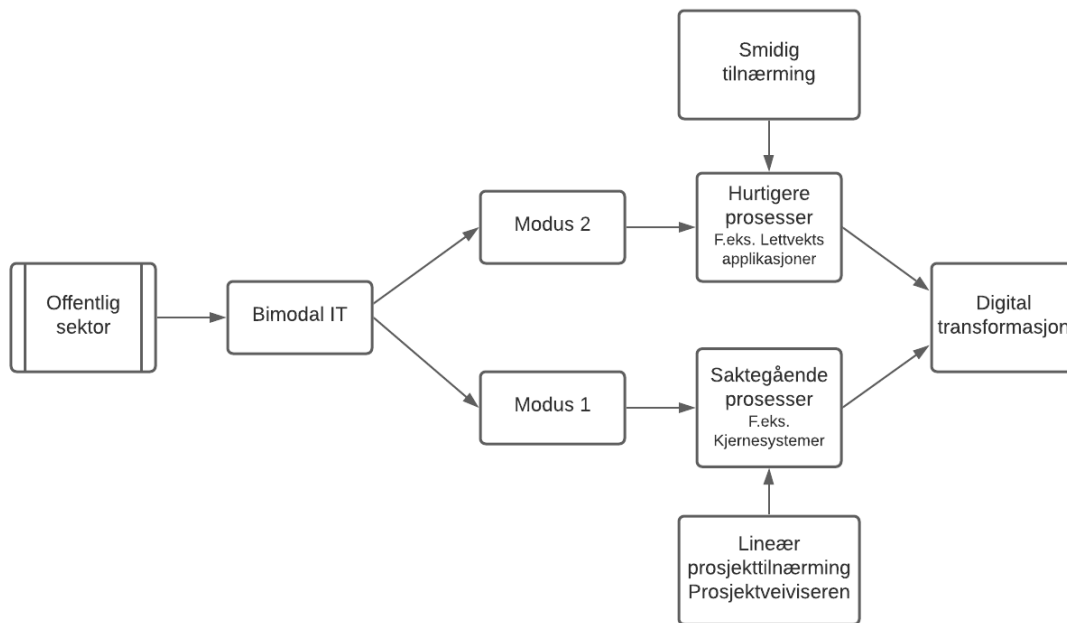 Smidig
tilnærming
Hurtigere
prosesser
F.eks. Lettvekts
applikasjoner
Modus 2
Offentlig
sektor
Bimodal IT
Digital
transformasjon
Modus 1
Saktegående
prosesser
F.eks.
Kjernesystemer
Lineær
prosjekttilnærming
Prosjektveiviseren